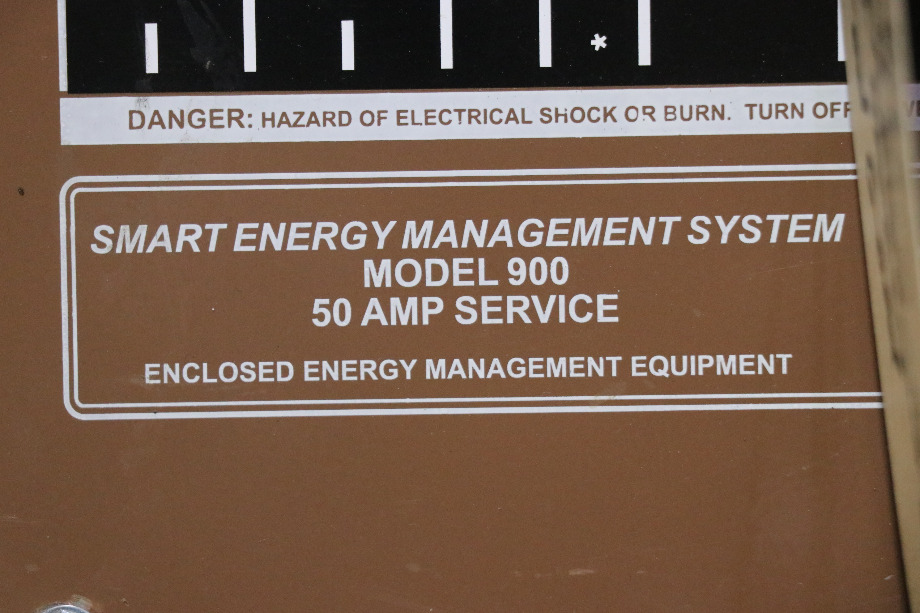 *
DANGER: HAZARD OF ELECTRICAL SHOCK OR BURN. TURN OFF
SMART ENERGY MANAGEMENT SYSTEM
MODEL 900
50 AMP SERVICE
ENCLOSED ENERGY MANAGEMENT EQUIPMENT